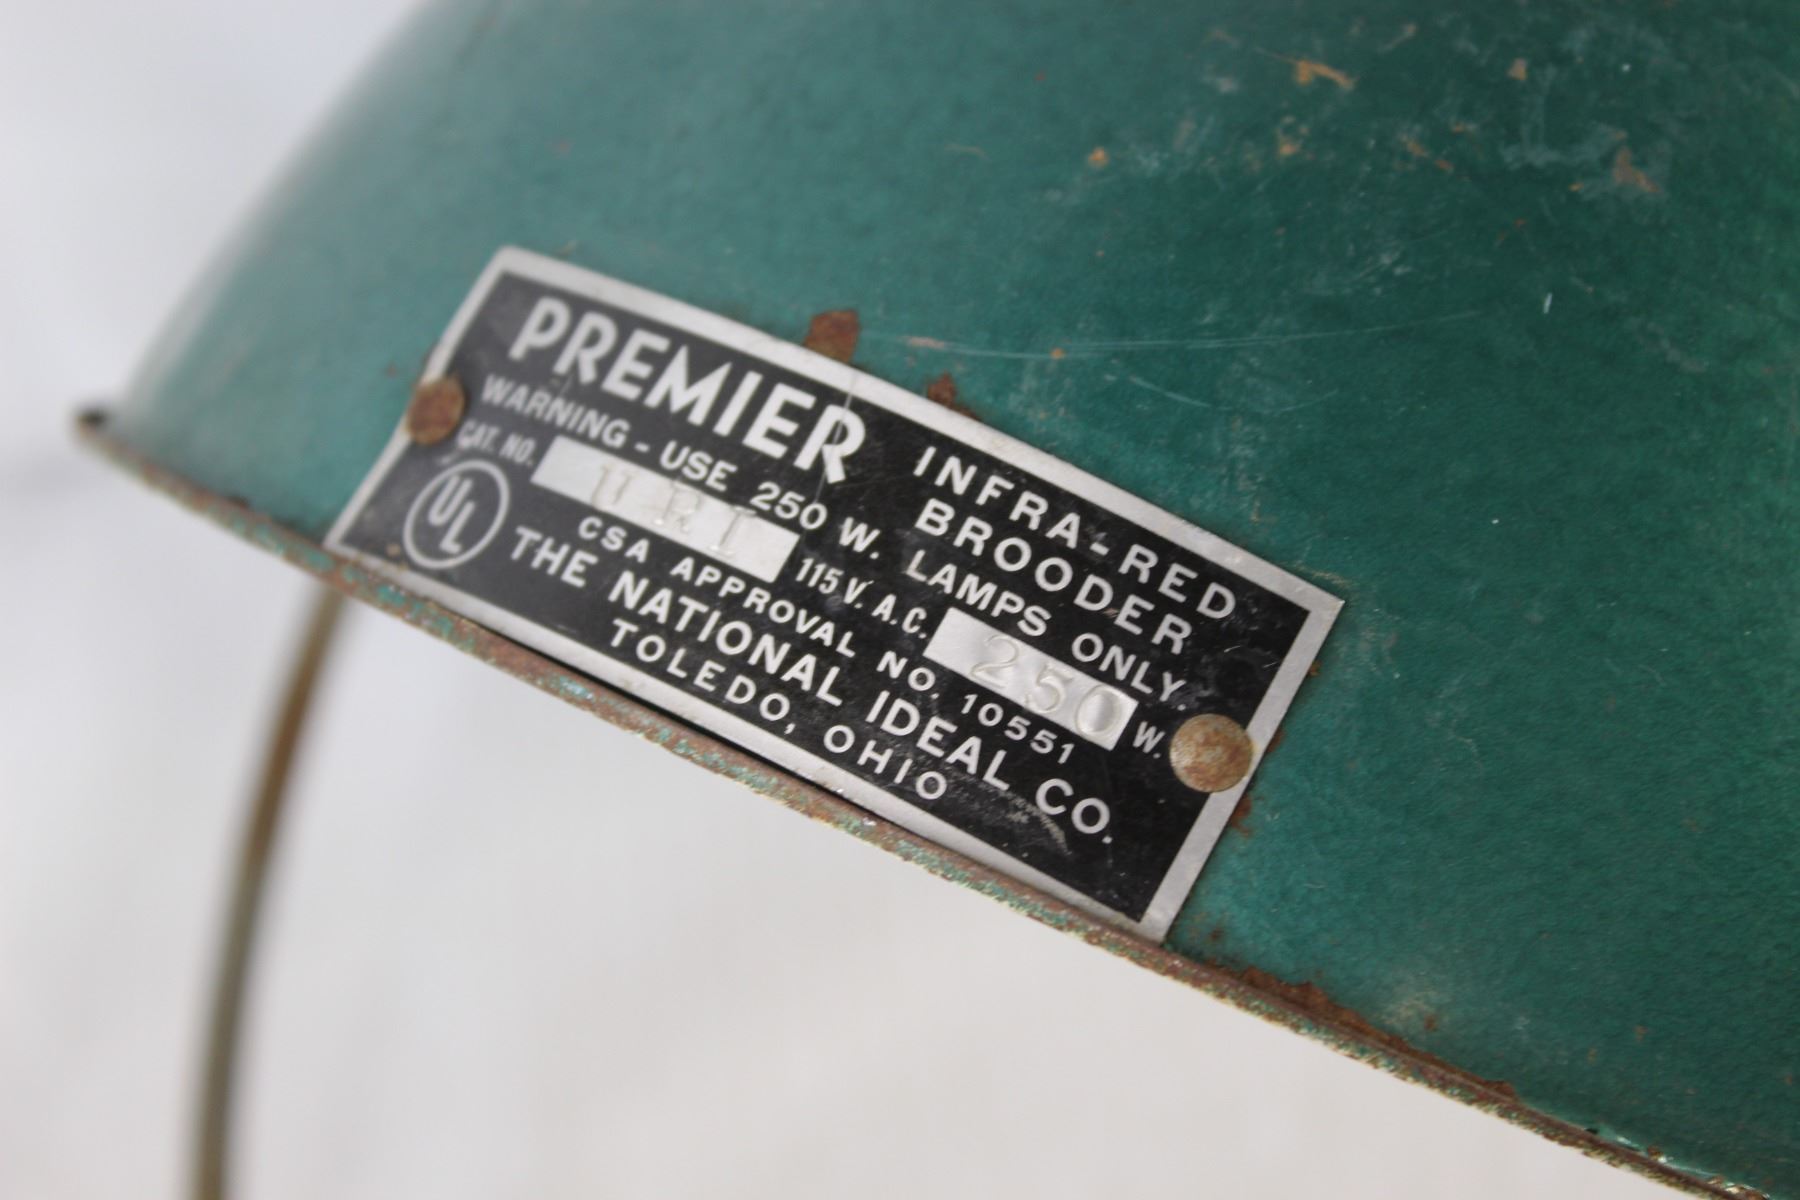 PREMIER INFRA-RED
BROODER
WARNING - USE 250 W. LAMPS ONLY.
CAT. NO. URI 115 V. A.C. 250 W.
UL CSA APPROVAL NO. 10551
THE NATIONAL IDEAL CO.
TOLEDO, OHIO